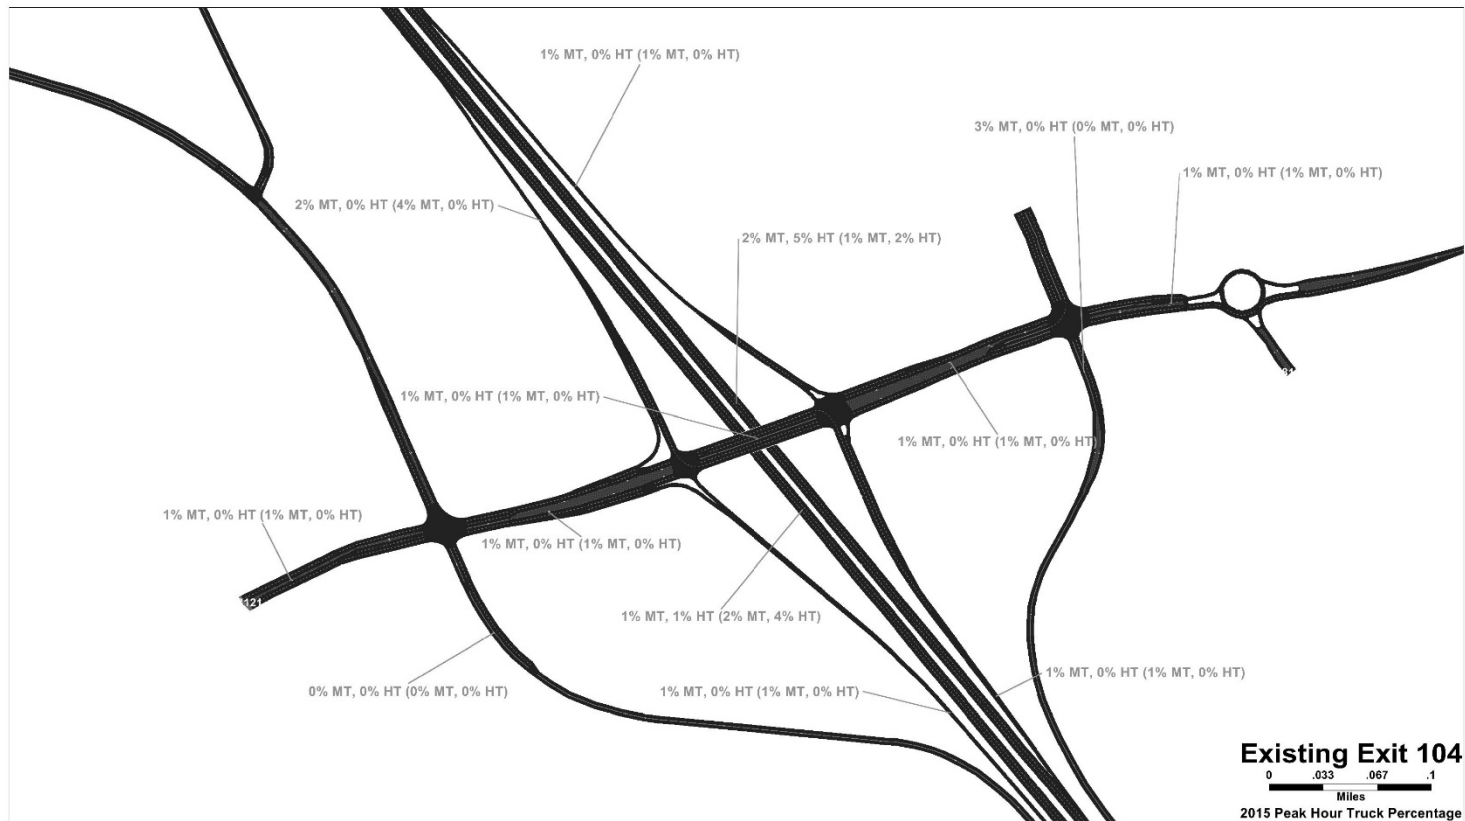 1% MT, 0% HT (1% MT, 0% HT)
3% MT, 0% HT (0% MT, 0% HT)
1% MT, 0% HT (1% MT, 0% HT)
2% MT, 0% HT (4% MT, 0% HT)
2% MT, 5% HT (1% MT, 2% HT)
1% MT, 0% HT (1% MT, 0% HT)
1% MT, 0% HT (1% MT, 0% HT)
1% MT, 0% HT (1% MT, 0% HT)
1% MT, 0% HT (1% MT, 0% HT)
121
1% MT, 1% HT (2% MT, 4% HT)
1% MT, 0% HT (1% MT, 0% HT)
0% MT, 0% HT (0% MT, 0% HT)
1% MT, 0% HT (1% MT, 0% HT)
Existing Exit 104
0 .033 .067 .1
Miles
2015 Peak Hour Truck Percentage